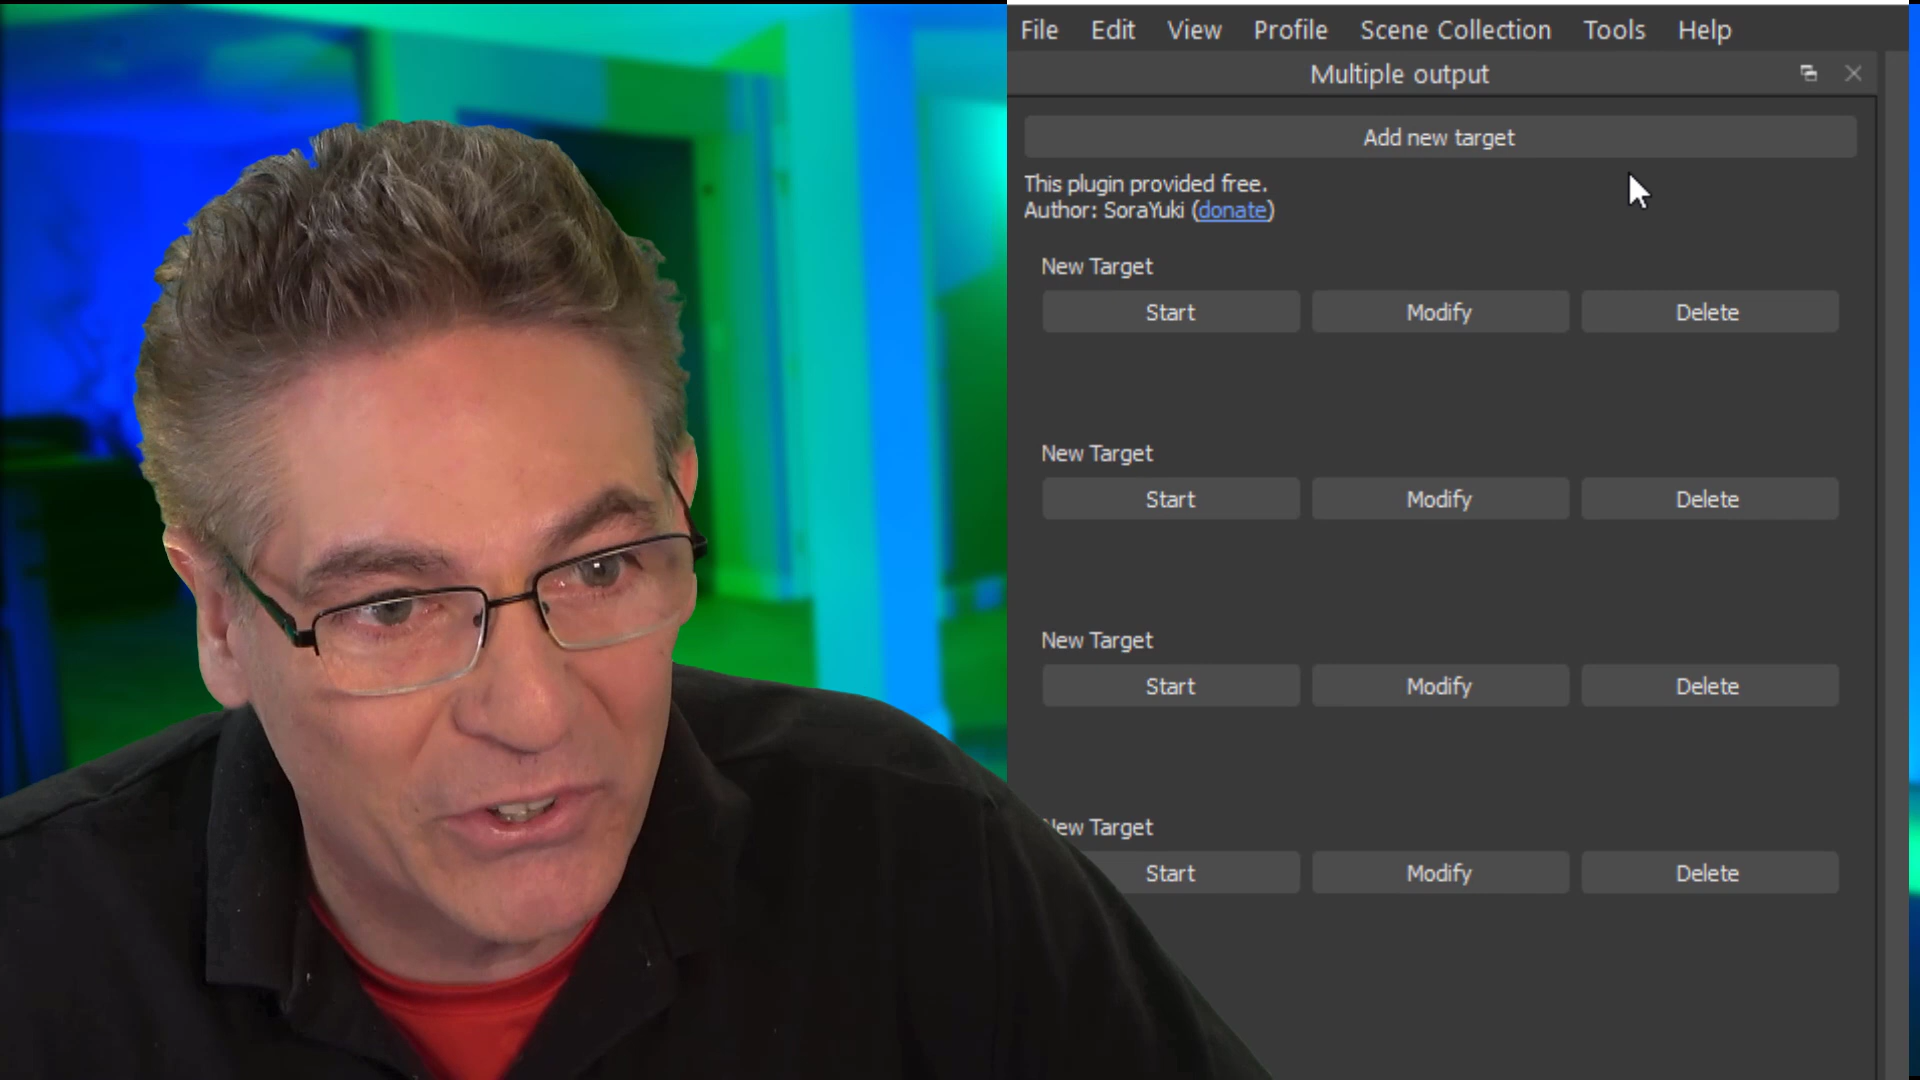 File Edit View Profile Scene Collection Tools Help
Multiple output
Add new target
This plugin provided free.
Author: SoraYuki (donate)
New Target
Start Modify Delete
New Target
Start Modify Delete
New Target
Start Modify Delete
New Target
Start Modify Delete